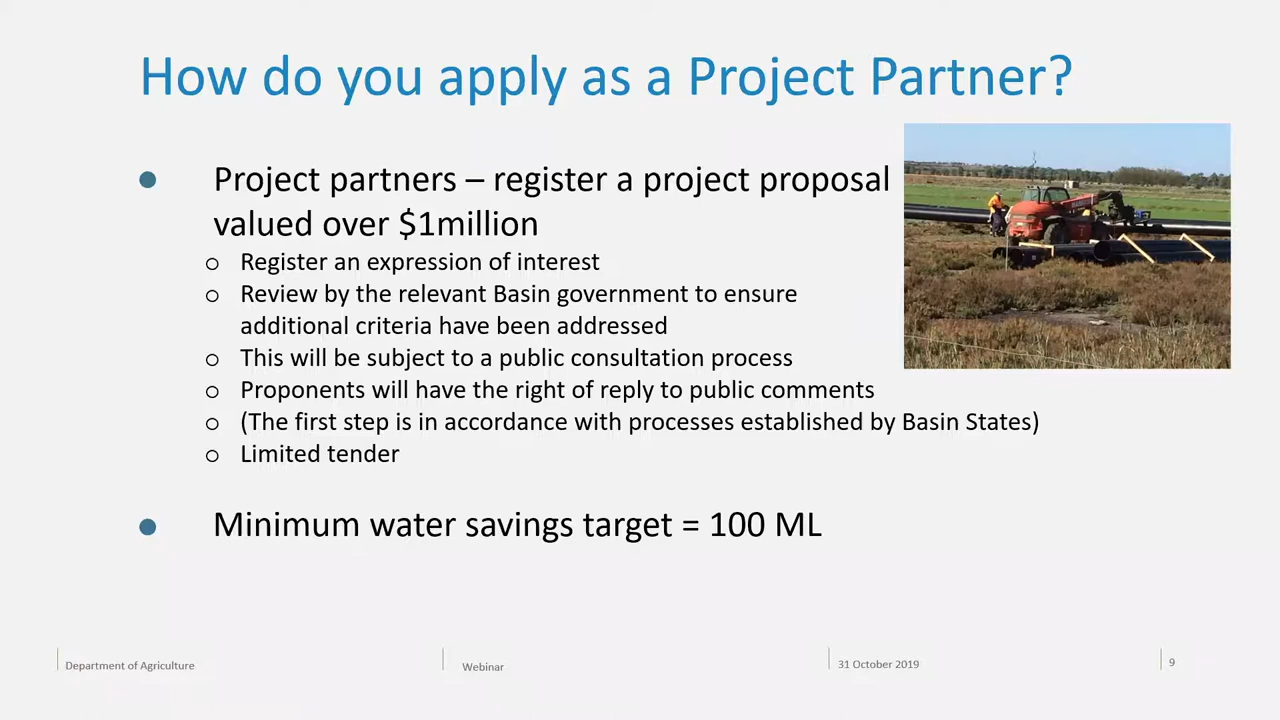 How do you apply as a Project Partner?
● Project partners – register a project proposal
valued over $1million
o Register an expression of interest
o Review by the relevant Basin government to ensure
additional criteria have been addressed
o This will be subject to a public consultation process
o Proponents will have the right of reply to public comments
o (The first step is in accordance with processes established by Basin States)
o Limited tender
● Minimum water savings target = 100 ML
Department of Agriculture
Webinar
31 October 2019
9